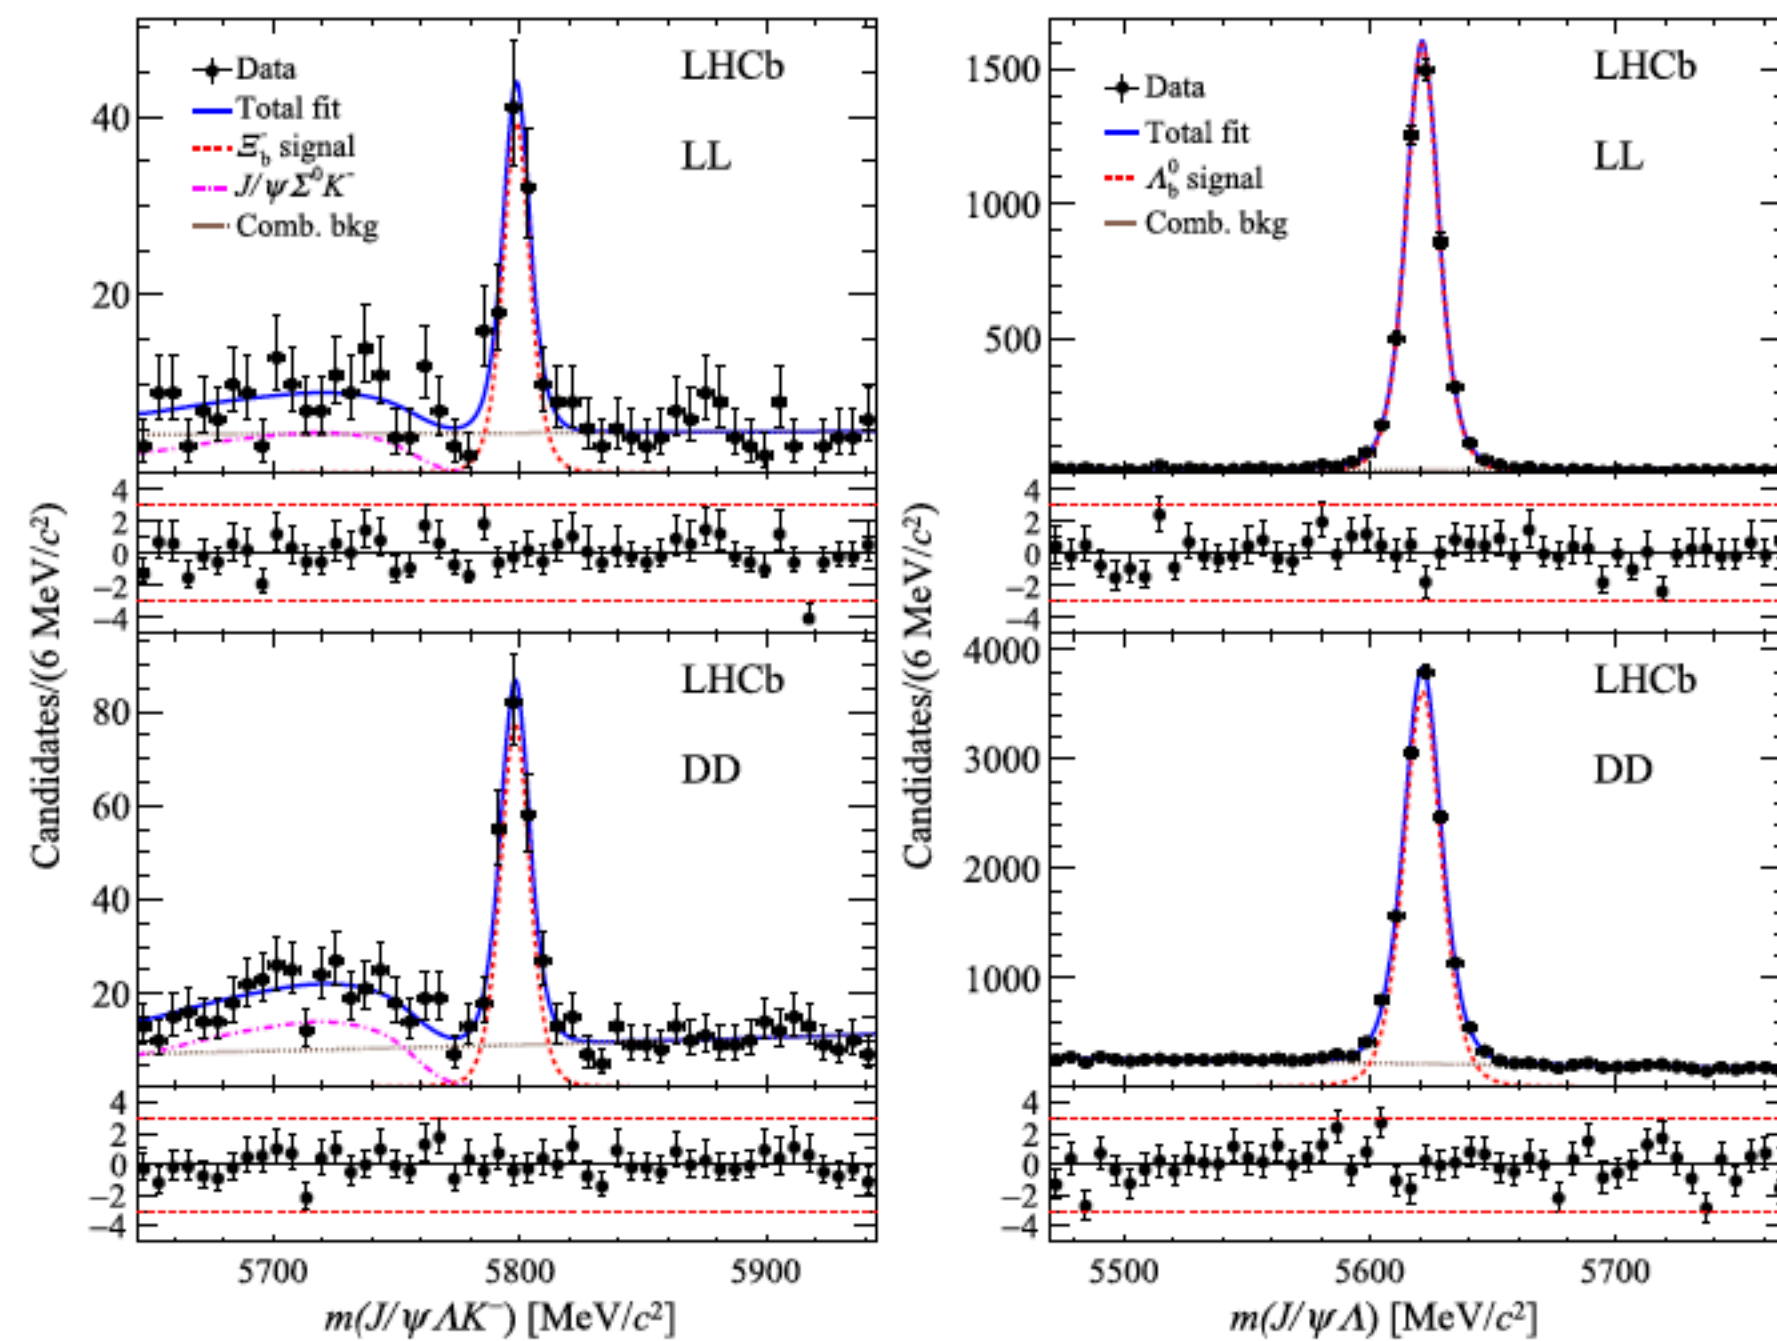 LHCb
LL
Data
Total fit
Ξb⁻ signal
J/ψ Σ⁰K⁻
Comb. bkg
40
20
4
2
0
−2
−4
LHCb
DD
80
60
40
20
4
2
0
−2
−4
5700 5800 5900
m(J/ψ ΛK⁻) [MeV/c²]
Candidates/(6 MeV/c²)
LHCb
LL
Data
Total fit
Λb⁰ signal
Comb. bkg
1500
1000
500
4
2
0
−2
−4
LHCb
DD
4000
3000
2000
1000
4
2
0
−2
−4
5500 5600 5700
m(J/ψ Λ) [MeV/c²]
Candidates/(6 MeV/c²)